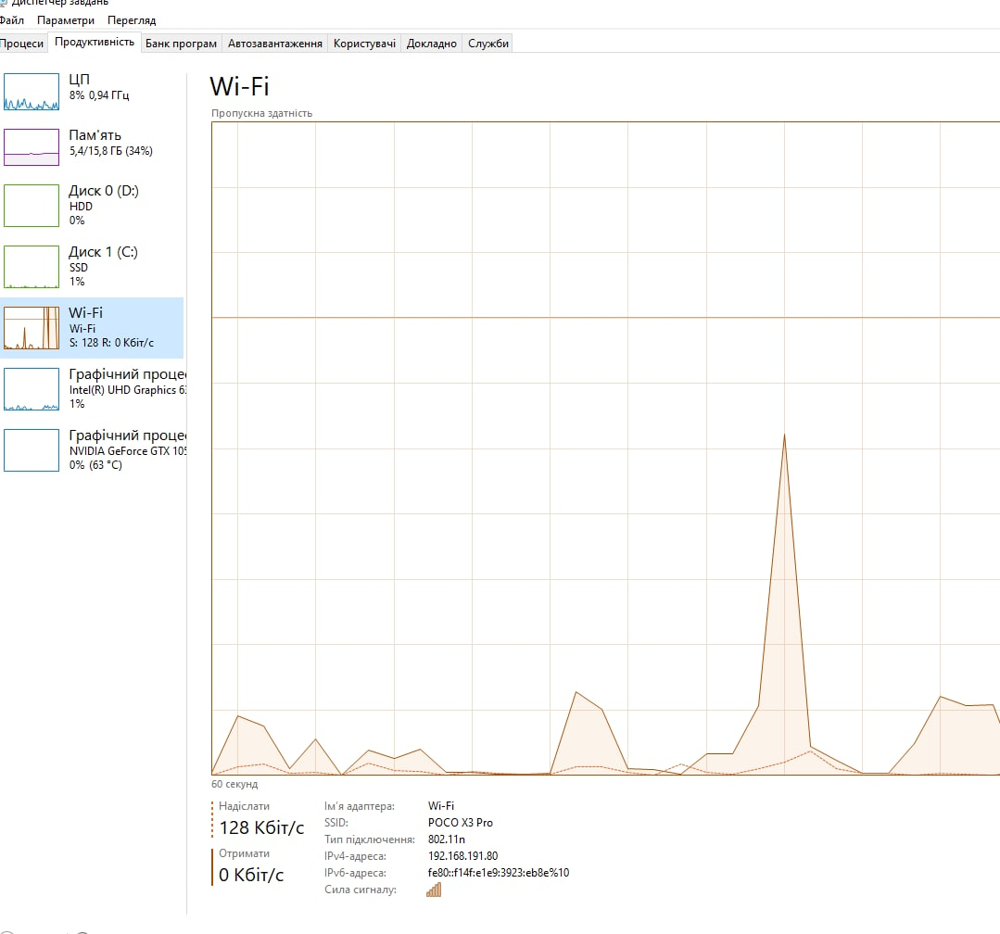 Диспетчер завдань
Файл Параметри Перегляд
Процеси Продуктивність Банк програм Автозавантаження Користувачі Докладно Служби
ЦП
8% 0,94 ГГц
Пам'ять
5,4/15,8 ГБ (34%)
Диск 0 (D:)
HDD
0%
Диск 1 (C:)
SSD
1%
Wi-Fi
Wi-Fi
S: 128 R: 0 Кбіт/с
Графічний проце
Intel(R) UHD Graphics 6
1%
Графічний проце
NVIDIA GeForce GTX 105
0% (63 °C)
Wi-Fi
Пропускна здатність
60 секунд
Надіслати
128 Кбіт/с
Отримати
0 Кбіт/с
Ім'я адаптера: Wi-Fi
SSID: POCO X3 Pro
Тип підключення: 802.11n
IPv4-адреса: 192.168.191.80
IPv6-адреса: fe80::f14f:e1e9:3923:eb8e%10
Сила сигналу: